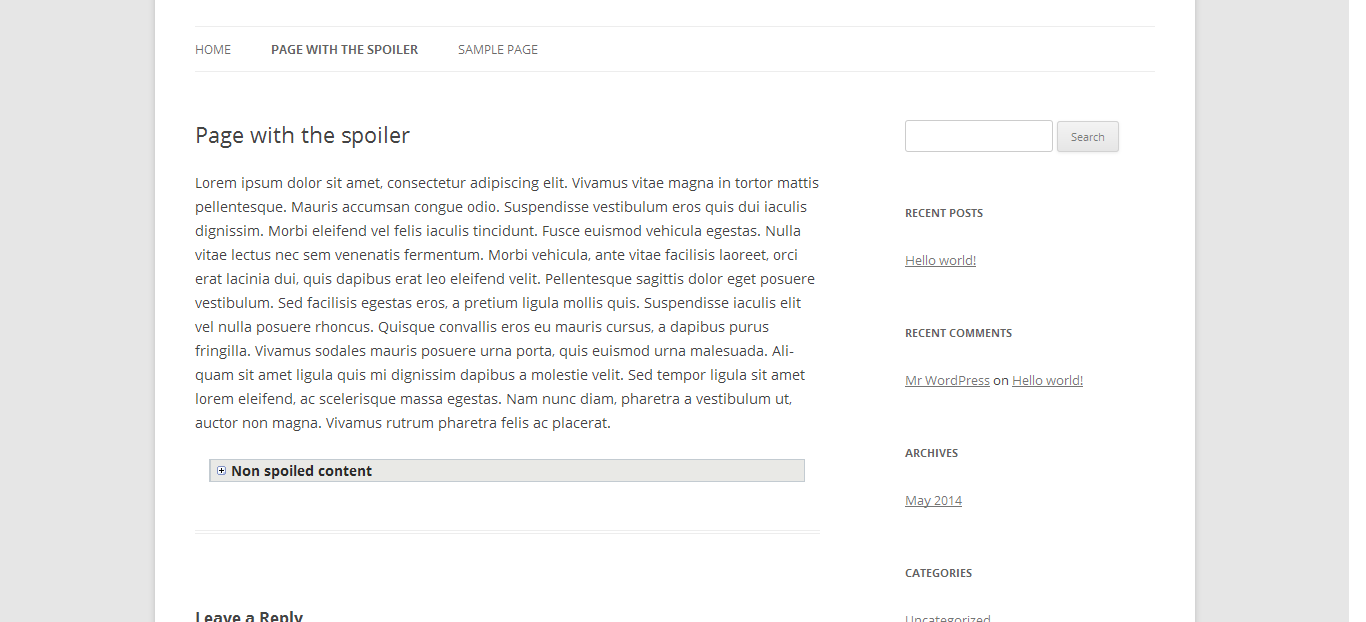 HOME PAGE WITH THE SPOILER SAMPLE PAGE
Page with the spoiler
Lorem ipsum dolor sit amet, consectetur adipiscing elit. Vivamus vitae magna in tortor mattis
pellentesque. Mauris accumsan congue odio. Suspendisse vestibulum eros quis dui iaculis
dignissim. Morbi eleifend vel felis iaculis tincidunt. Fusce euismod vehicula egestas. Nulla
vitae lectus nec sem venenatis fermentum. Morbi vehicula, ante vitae facilisis laoreet, orci
erat lacinia dui, quis dapibus erat leo eleifend velit. Pellentesque sagittis dolor eget posuere
vestibulum. Sed facilisis egestas eros, a pretium ligula mollis quis. Suspendisse iaculis elit
vel nulla posuere rhoncus. Quisque convallis eros eu mauris cursus, a dapibus purus
fringilla. Vivamus sodales mauris posuere urna porta, quis euismod urna malesuada. Ali-
quam sit amet ligula quis mi dignissim dapibus a molestie velit. Sed tempor ligula sit amet
lorem eleifend, ac scelerisque massa egestas. Nam nunc diam, pharetra a vestibulum ut,
auctor non magna. Vivamus rutrum pharetra felis ac placerat.
Non spoiled content
Leave a Reply
Search
RECENT POSTS
Hello world!
RECENT COMMENTS
Mr WordPress on Hello world!
ARCHIVES
May 2014
CATEGORIES
Uncategorized